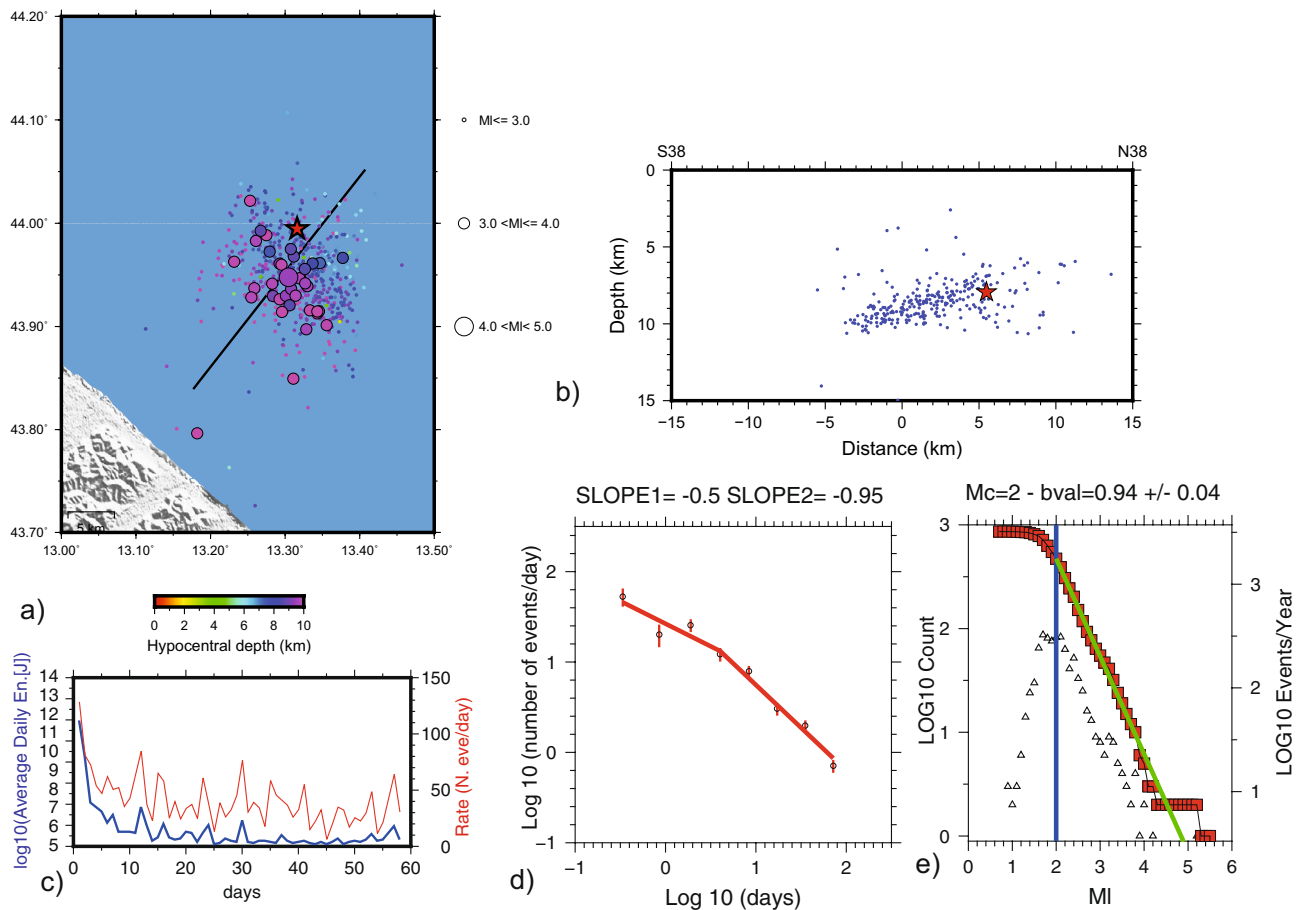 44.20°
44.10°
44.00°
43.90°
43.80°
43.70°
13.00° 13.10° 13.20° 13.30° 13.40° 13.50°
5 km
Ml<= 3.0
3.0 <Ml<= 4.0
4.0 <Ml< 5.0
a)
0 2 4 6 8 10
Hypocentral depth (km)
S38 N38
0
5
10
15
Depth (km)
−15 −10 −5 0 5 10 15
Distance (km)
b)
log10(Average Daily En.[J])
14
13
12
11
10
9
8
7
6
5
150
100
50
0
Rate (N. eve/day)
0 10 20 30 40 50 60
days
c)
SLOPE1= -0.5 SLOPE2= -0.95
Log 10 (number of events/day)
2
1
0
−1
−1 0 1 2
Log 10 (days)
d)
Mc=2 - bval=0.94 +/- 0.04
LOG10 Count
3
2
1
0
3
2
1
LOG10 Events/Year
0 1 2 3 4 5 6
Ml
e)